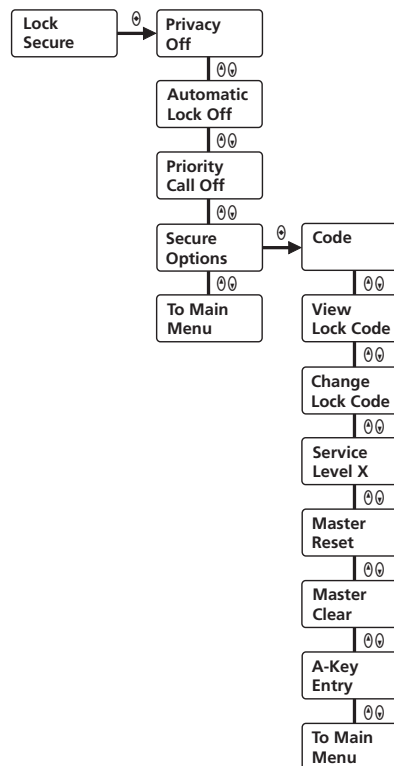 Lock
Secure
Privacy
Off
Automatic
Lock Off
Priority
Call Off
Secure
Options
To Main
Menu
Code
View
Lock Code
Change
Lock Code
Service
Level X
Master
Reset
Master
Clear
A-Key
Entry
To Main
Menu